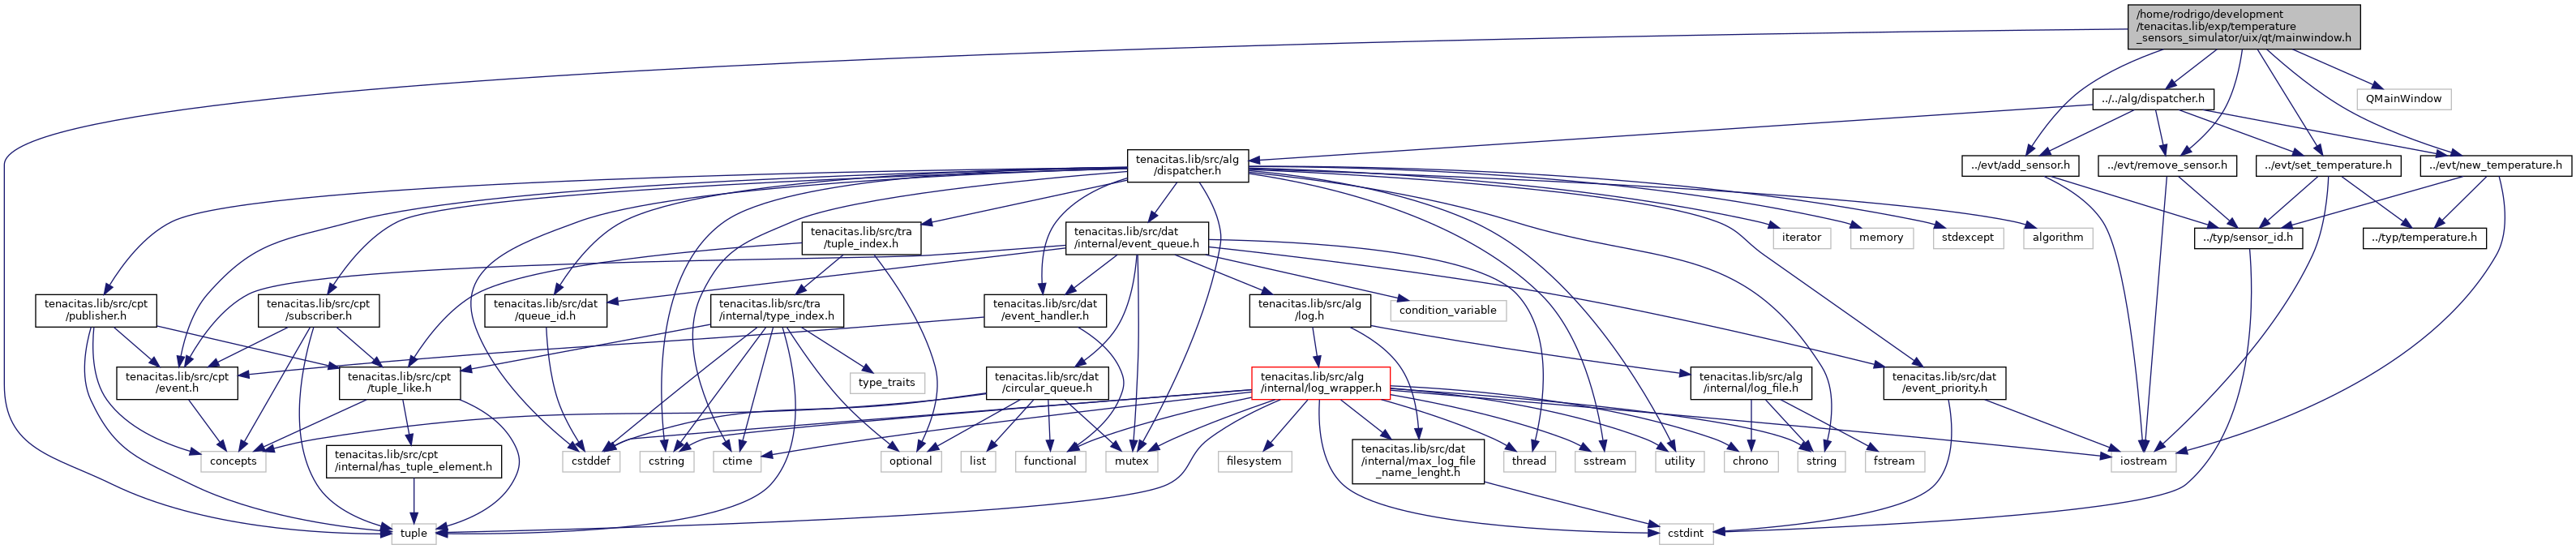 /home/rodrigo/development
/tenacitas.lib/exp/temperature
_sensors_simulator/uix/qt/mainwindow.h
../../alg/dispatcher.h
QMainWindow
tenacitas.lib/src/alg
/dispatcher.h
../evt/add_sensor.h
../evt/remove_sensor.h
../evt/set_temperature.h
../evt/new_temperature.h
tenacitas.lib/src/tra
/tuple_index.h
tenacitas.lib/src/dat
/internal/event_queue.h
iterator
memory
stdexcept
algorithm
../typ/sensor_id.h
../typ/temperature.h
tenacitas.lib/src/cpt
/publisher.h
tenacitas.lib/src/cpt
/subscriber.h
tenacitas.lib/src/dat
/queue_id.h
tenacitas.lib/src/tra
/internal/type_index.h
tenacitas.lib/src/dat
/event_handler.h
tenacitas.lib/src/alg
/log.h
condition_variable
tenacitas.lib/src/cpt
/event.h
tenacitas.lib/src/cpt
/tuple_like.h
type_traits
tenacitas.lib/src/dat
/circular_queue.h
tenacitas.lib/src/alg
/internal/log_wrapper.h
tenacitas.lib/src/alg
/internal/log_file.h
tenacitas.lib/src/dat
/event_priority.h
concepts
tenacitas.lib/src/cpt
/internal/has_tuple_element.h
cstddef
cstring
ctime
optional
list
functional
mutex
filesystem
tenacitas.lib/src/dat
/internal/max_log_file
_name_lenght.h
thread
sstream
utility
chrono
string
fstream
iostream
tuple
cstdint